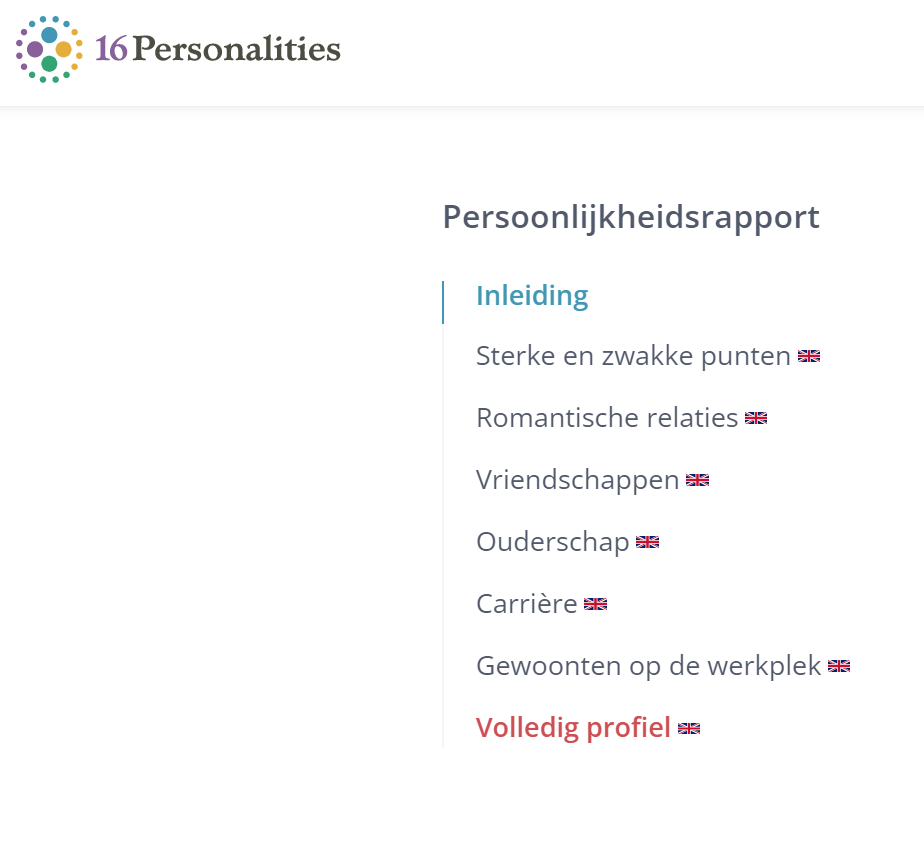 16Personalities
Persoonlijkheidsrapport
Inleiding
Sterke en zwakke punten
Romantische relaties
Vriendschappen
Ouderschap
Carrière
Gewoonten op de werkplek
Volledig profiel